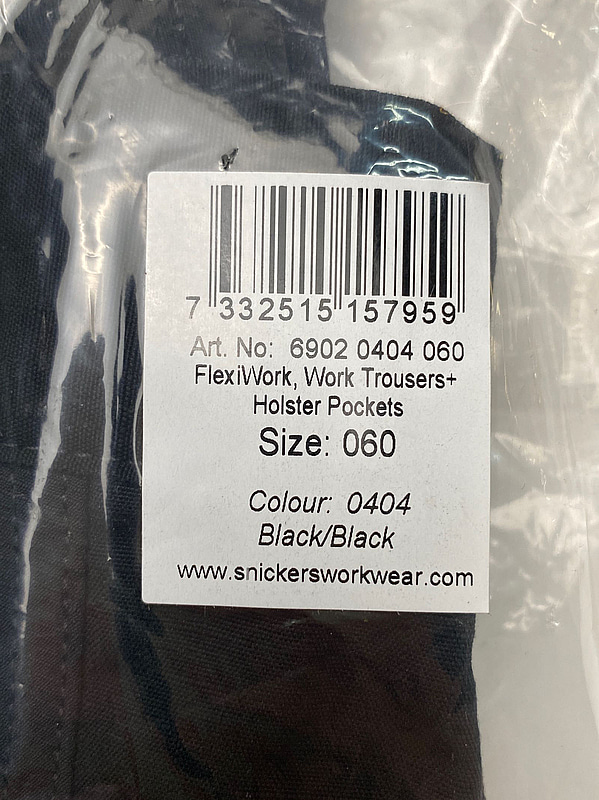 7 332515 157959
Art. No: 6902 0404 060
FlexiWork, Work Trousers+
Holster Pockets
Size: 060
Colour: 0404
Black/Black
www.snickersworkwear.com